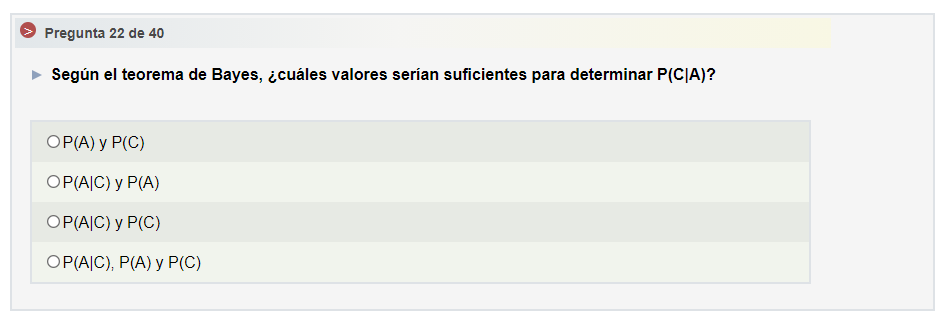 Pregunta 22 de 40
Según el teorema de Bayes, ¿cuáles valores serían suficientes para determinar P(C|A)?
P(A) y P(C)
P(A|C) y P(A)
P(A|C) y P(C)
P(A|C), P(A) y P(C)